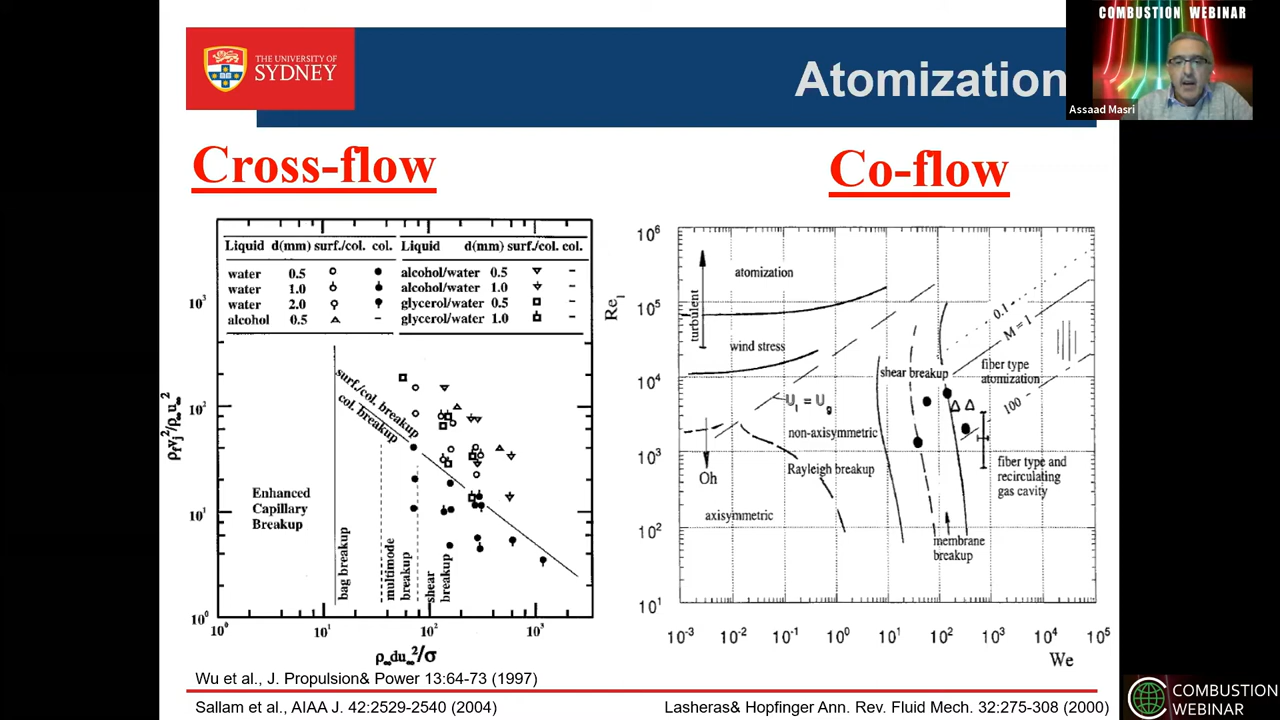 COMBUSTION WEBINAR
Assaad Masri
THE UNIVERSITY OF
SYDNEY
Atomization
Cross-flow
Co-flow
Liquid d(mm) surf./col. col. Liquid d(mm) surf./col. col.
water 0.5 alcohol/water 0.5 –
water 1.0 alcohol/water 1.0 –
water 2.0 glycerol/water 0.5 –
alcohol 0.5 – glycerol/water 1.0 –
10³
10²
10¹
10⁰
ρfvj²/ρ∞u∞²
surf./col. breakup
col. breakup
Enhanced
Capillary
Breakup
bag breakup
multimode
breakup
shear
breakup
10⁰ 10¹ 10² 10³
ρ∞du∞²/σ
10⁶
10⁵
10⁴
10³
10²
10¹
Rel
atomization
turbulent
wind stress
shear breakup
0.1
M = 1
fiber type
atomization
100
Ul = Ug
non-axisymmetric
Rayleigh breakup
Oh
axisymmetric
fiber type and
recirculating
gas cavity
membrane
breakup
10⁻³ 10⁻² 10⁻¹ 10⁰ 10¹ 10² 10³ 10⁴ 10⁵
We
Wu et al., J. Propulsion& Power 13:64-73 (1997)
Sallam et al., AIAA J. 42:2529-2540 (2004)
Lasheras& Hopfinger Ann. Rev. Fluid Mech. 32:275-308 (2000)
COMBUSTION
WEBINAR